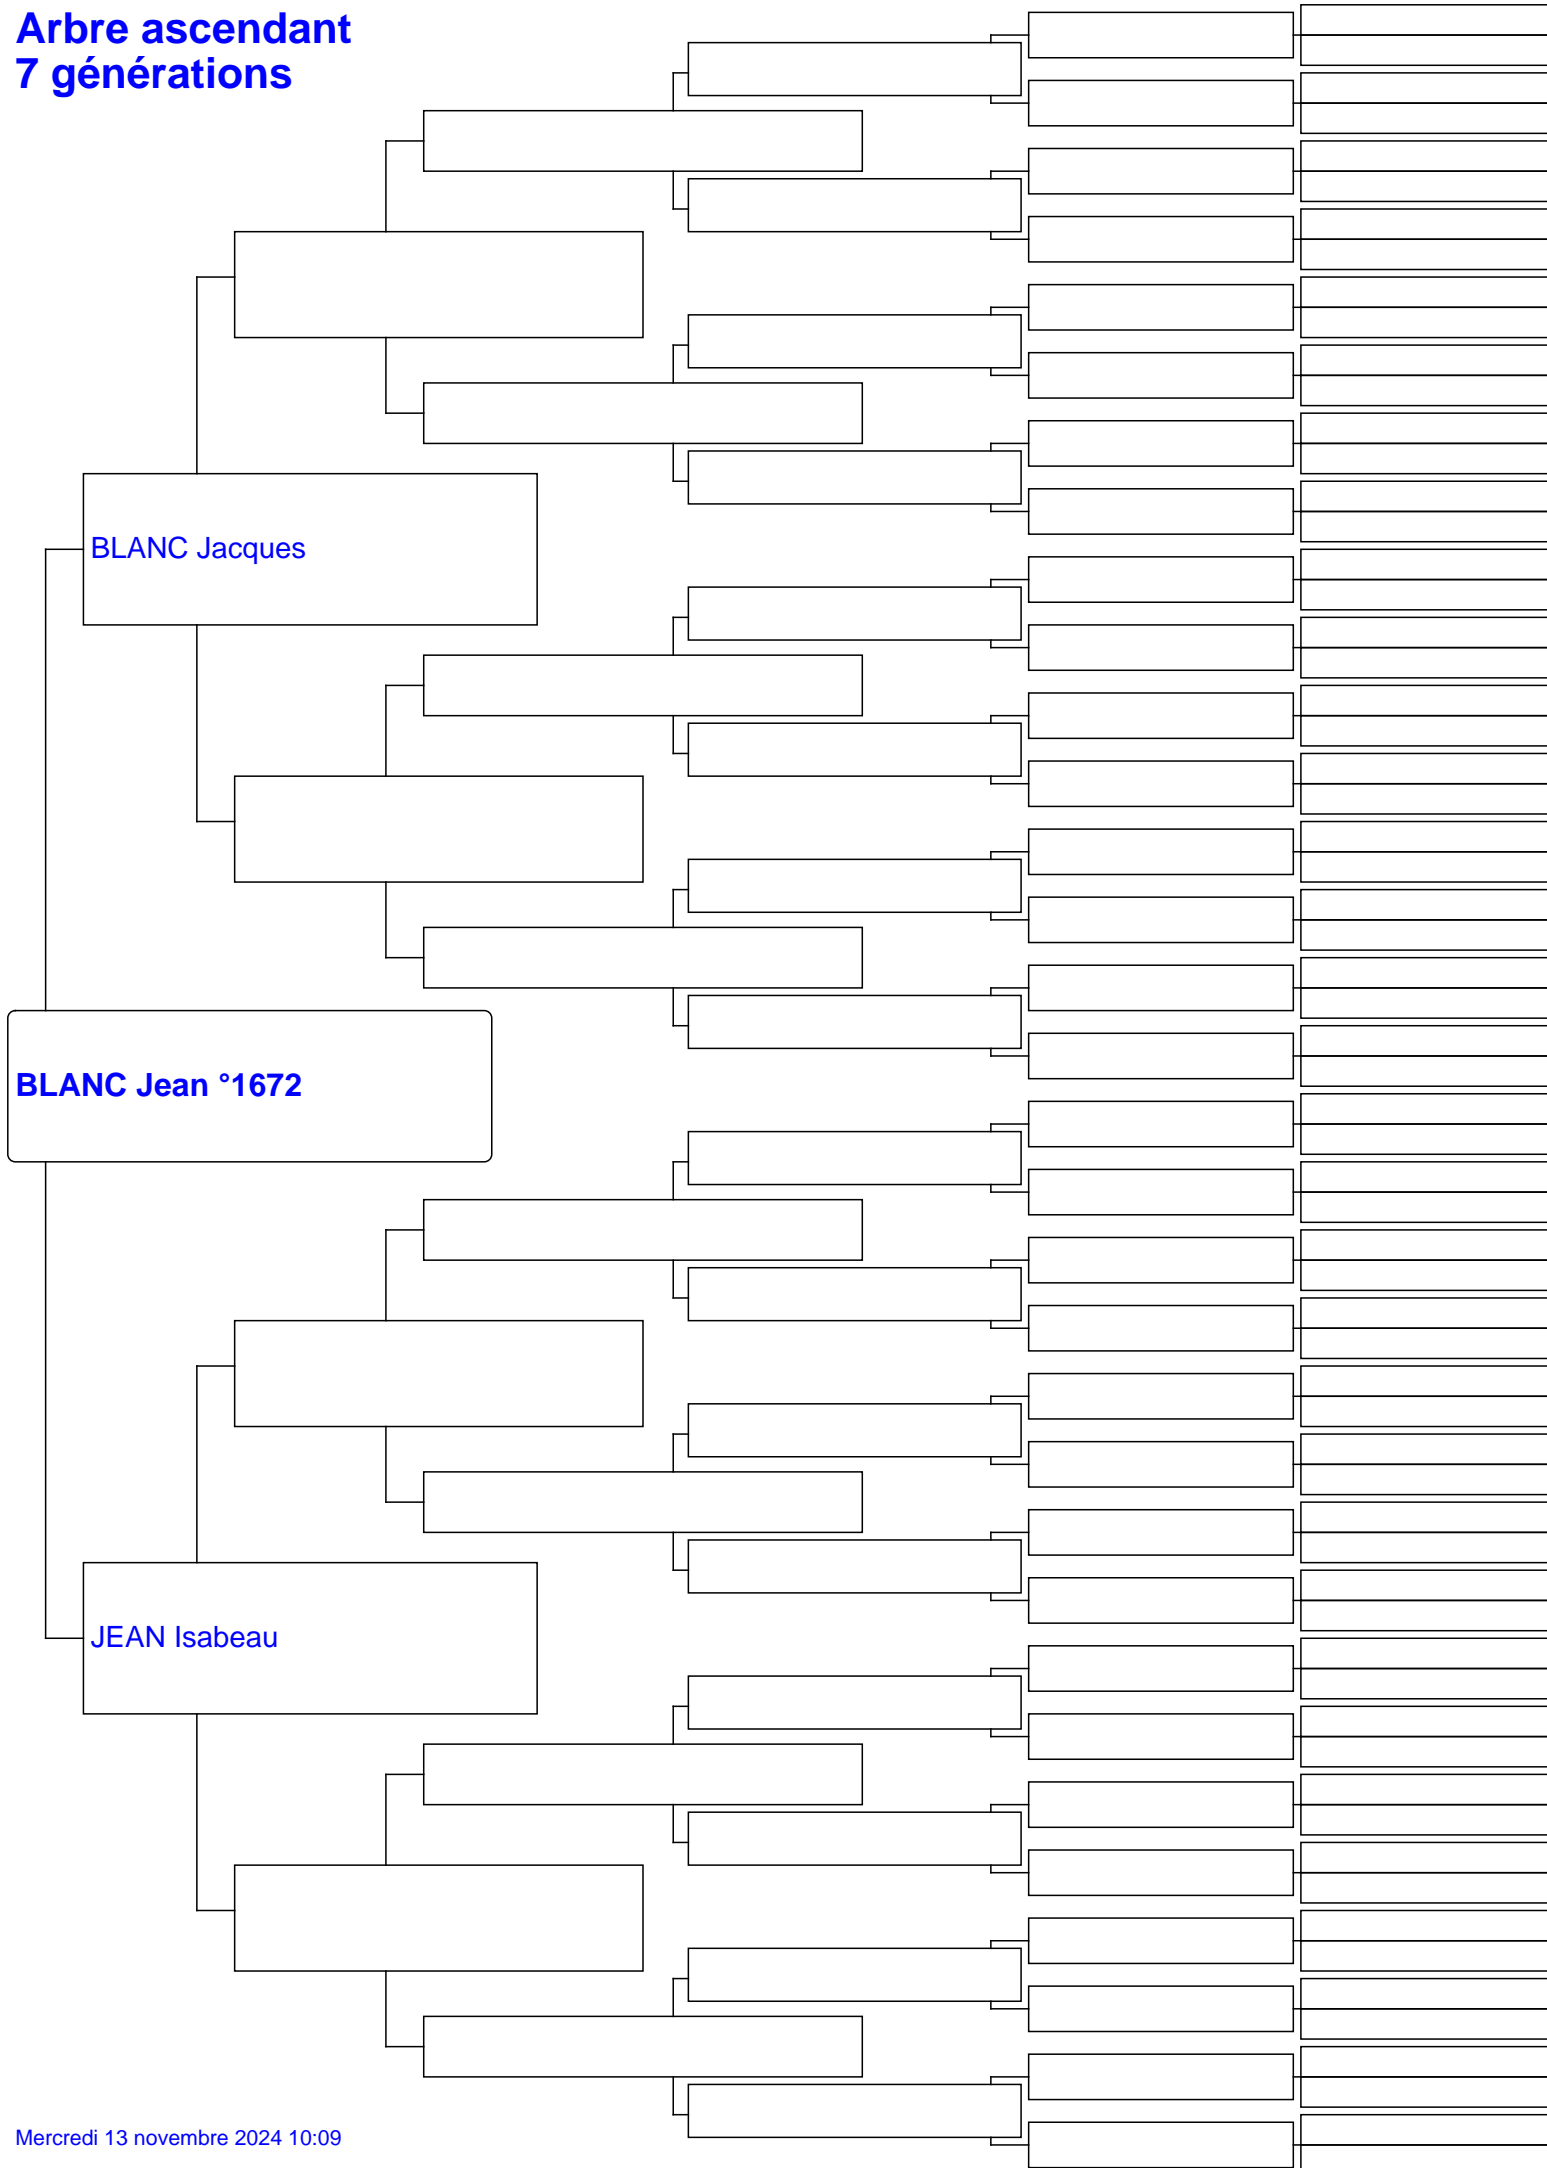 Arbre ascendant
7 générations
BLANC Jacques
BLANC Jean °1672
JEAN Isabeau
Mercredi 13 novembre 2024 10:09